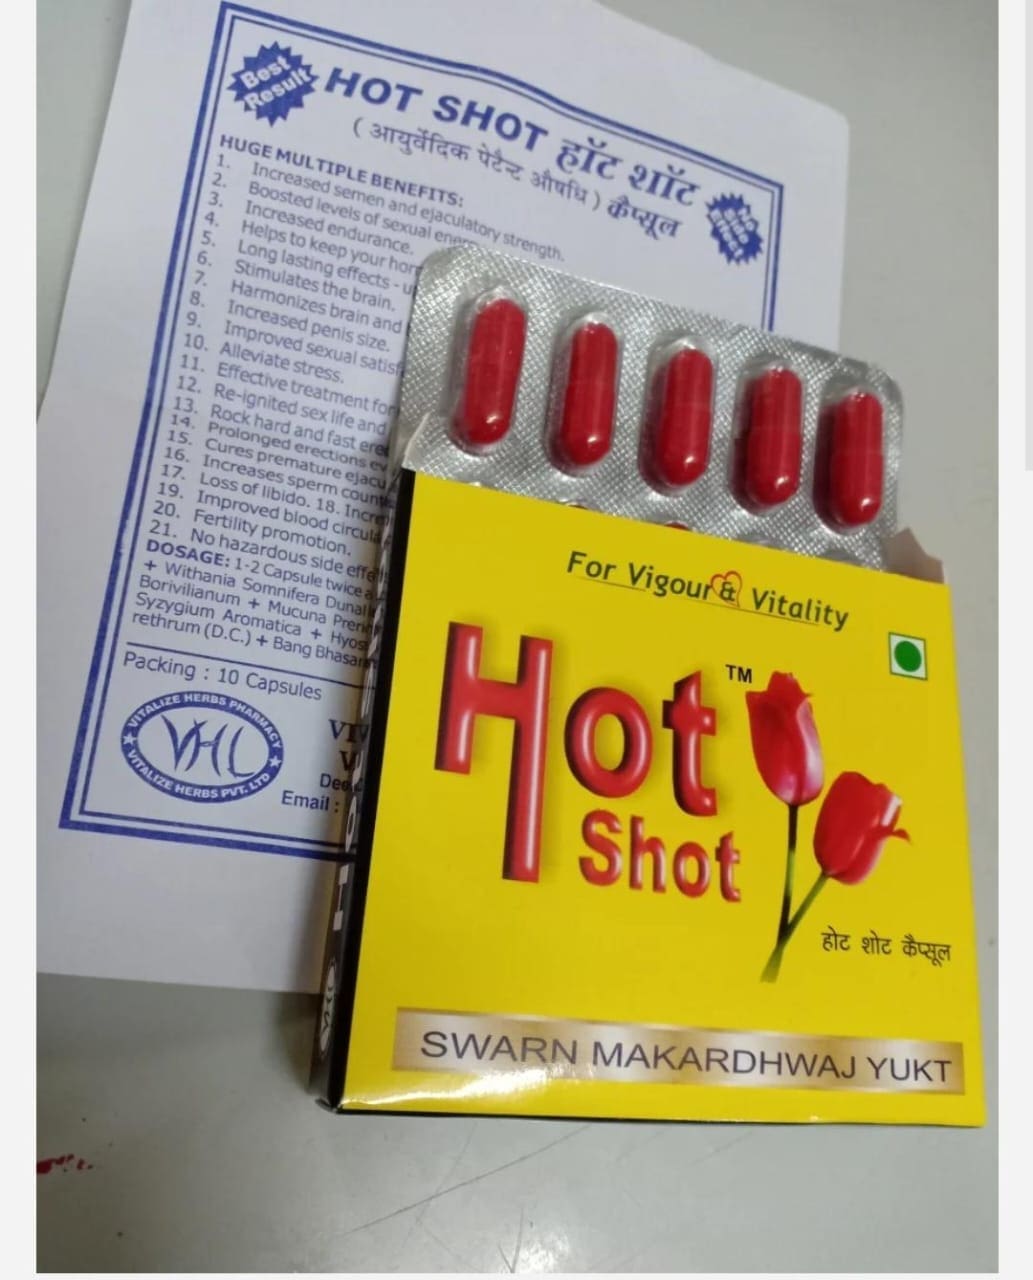 Best
Result
HOT SHOT हॉट शॉट
( आयुर्वेदिक पेटैन्ट औषधि ) कैप्सूल
HUGE MULTIPLE BENEFITS:
1. Increased semen and ejaculatory strength.
2. Boosted levels of sexual
3. Increased endurance.
4. Helps to keep your
5. Long lasting effects -
6. Stimulates the brain.
7. Harmonizes brain and
8. Increased penis size.
9. Improved sexual
10. Alleviate stress.
11. Effective treatment for
12. Re-ignited sex life and
13. Rock hard and fast
14. Prolonged erections
15. Cures premature
16. Increases sperm
17. Loss of libido. 18.
19. Improved blood
20. Fertility promotion.
21. No hazardous side
DOSAGE: 1-2 Capsule twice
+ Withania Somnifera Dunal
Borivilianum + Mucuna
Syzygium Aromatica +
rethrum (D.C.) + Bang
Packing : 10 Capsules
VITALIZE HERBS PHARMACY
VHL
VITALIZE HERBS PVT. LTD
Email :
For Vigour & Vitality
Hot
TM
Shot
होट शोट कैप्सूल
SWARN MAKARDHWAJ YUKT